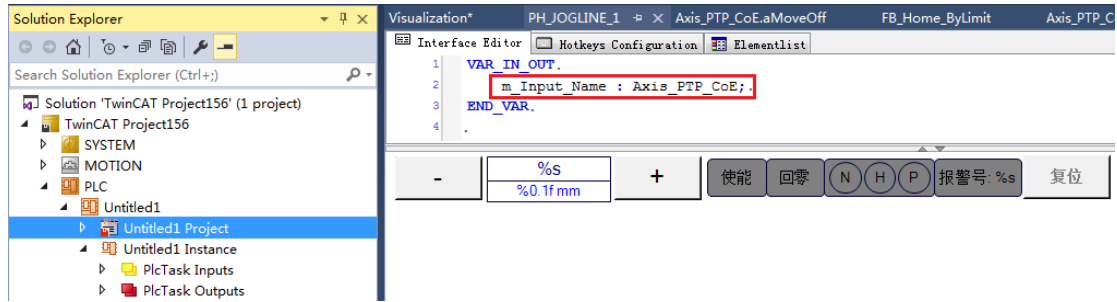 Solution Explorer
Search Solution Explorer (Ctrl+;)
Solution 'TwinCAT Project156' (1 project)
TwinCAT Project156
SYSTEM
MOTION
PLC
Untitled1
Untitled1 Project
Untitled1 Instance
PlcTask Inputs
PlcTask Outputs
Visualization* PH_JOGLINE_1 Axis_PTP_CoE.aMoveOff FB_Home_ByLimit Axis_PTP_C
Interface Editor Hotkeys Configuration Elementlist
1 VAR_IN_OUT.
2 m_Input_Name : Axis_PTP_CoE;.
3 END_VAR.
4 .
- %s + 使能 回零 N H P 报警号: %s 复位
%0.1f mm